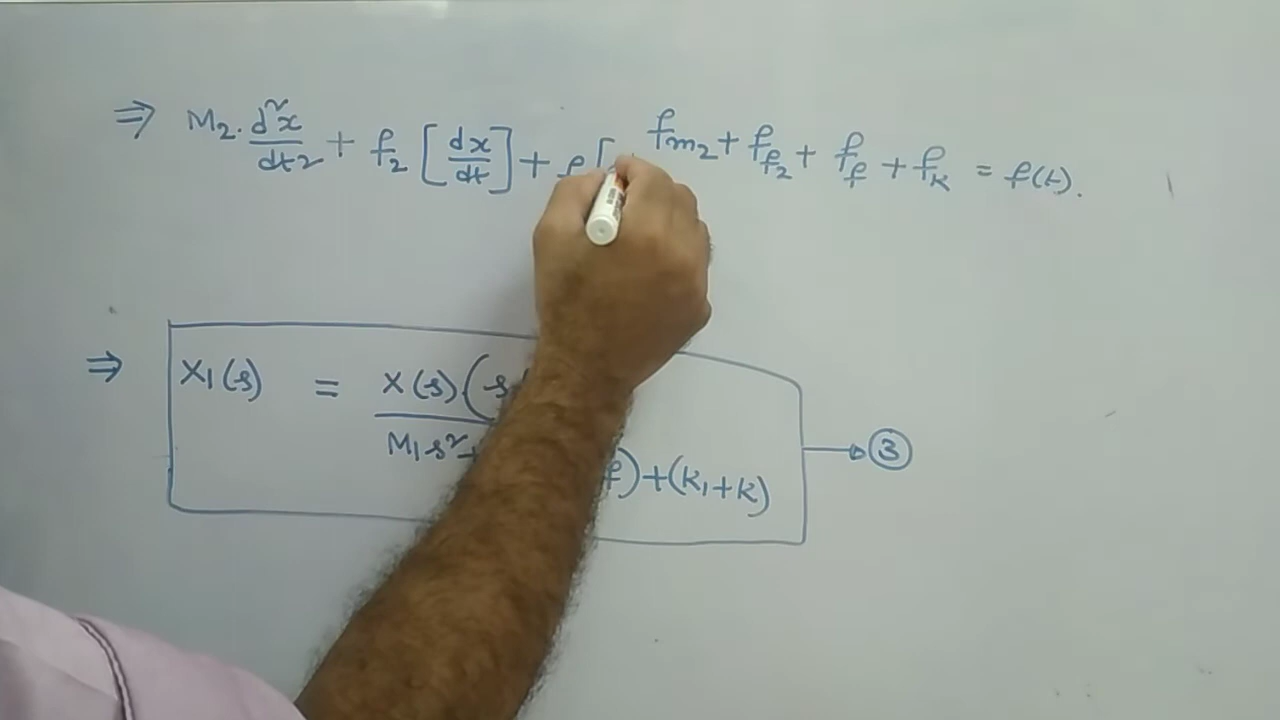 ⇒ M₂. d²x/dt² + f₂ [dx/dt] + f [ f_m₂ + f_f₂ + f_f + f_k = f(t).
⇒ X₁(s) = X(s)(s / M₁s²+ f)+(k₁+k) → ③